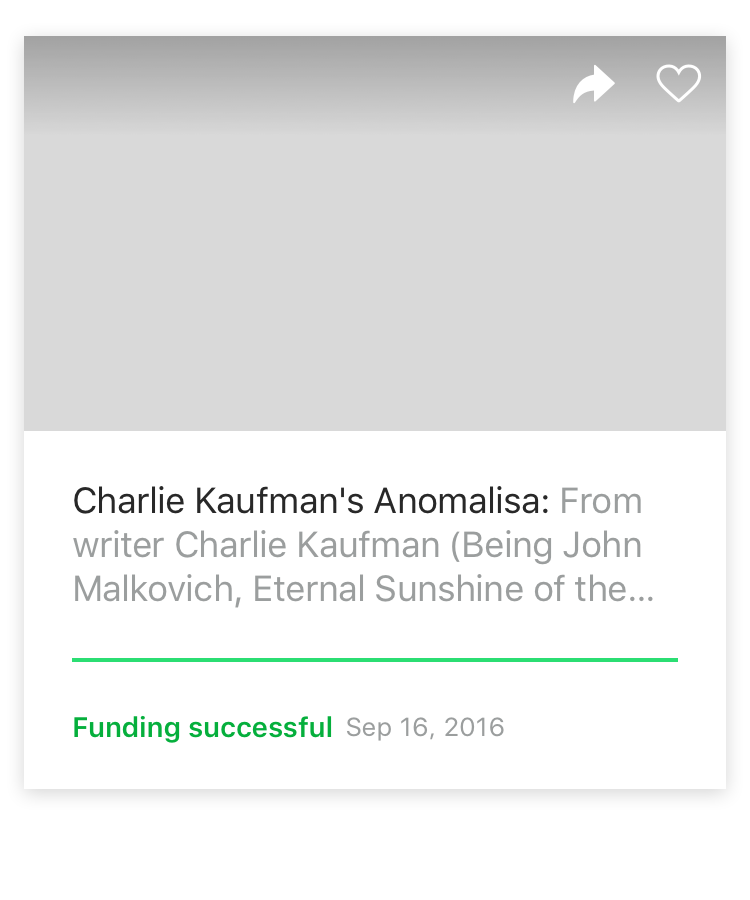 Charlie Kaufman's Anomalisa: From
writer Charlie Kaufman (Being John
Malkovich, Eternal Sunshine of the...
Funding successful Sep 16, 2016